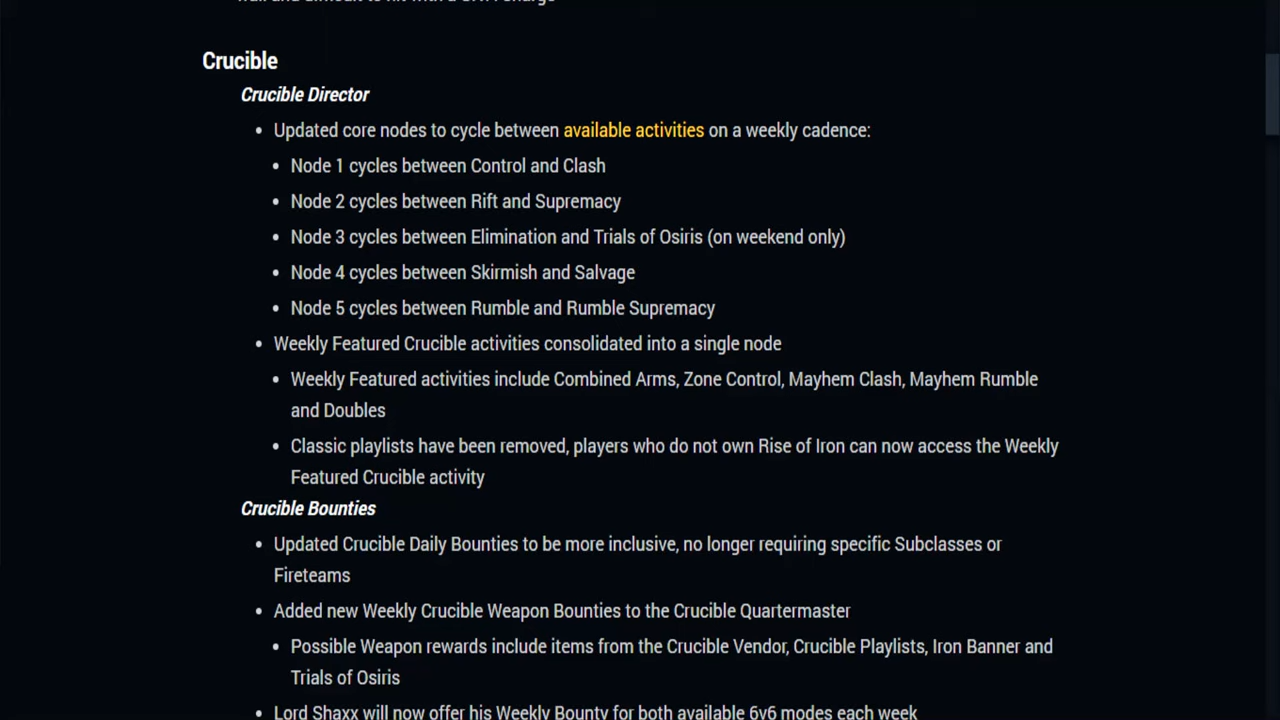 Crucible
Crucible Director
• Updated core nodes to cycle between available activities on a weekly cadence:
• Node 1 cycles between Control and Clash
• Node 2 cycles between Rift and Supremacy
• Node 3 cycles between Elimination and Trials of Osiris (on weekend only)
• Node 4 cycles between Skirmish and Salvage
• Node 5 cycles between Rumble and Rumble Supremacy
• Weekly Featured Crucible activities consolidated into a single node
• Weekly Featured activities include Combined Arms, Zone Control, Mayhem Clash, Mayhem Rumble
and Doubles
• Classic playlists have been removed, players who do not own Rise of Iron can now access the Weekly
Featured Crucible activity
Crucible Bounties
• Updated Crucible Daily Bounties to be more inclusive, no longer requiring specific Subclasses or
Fireteams
• Added new Weekly Crucible Weapon Bounties to the Crucible Quartermaster
• Possible Weapon rewards include items from the Crucible Vendor, Crucible Playlists, Iron Banner and
Trials of Osiris
• Lord Shaxx will now offer his Weekly Bounty for both available 6v6 modes each week